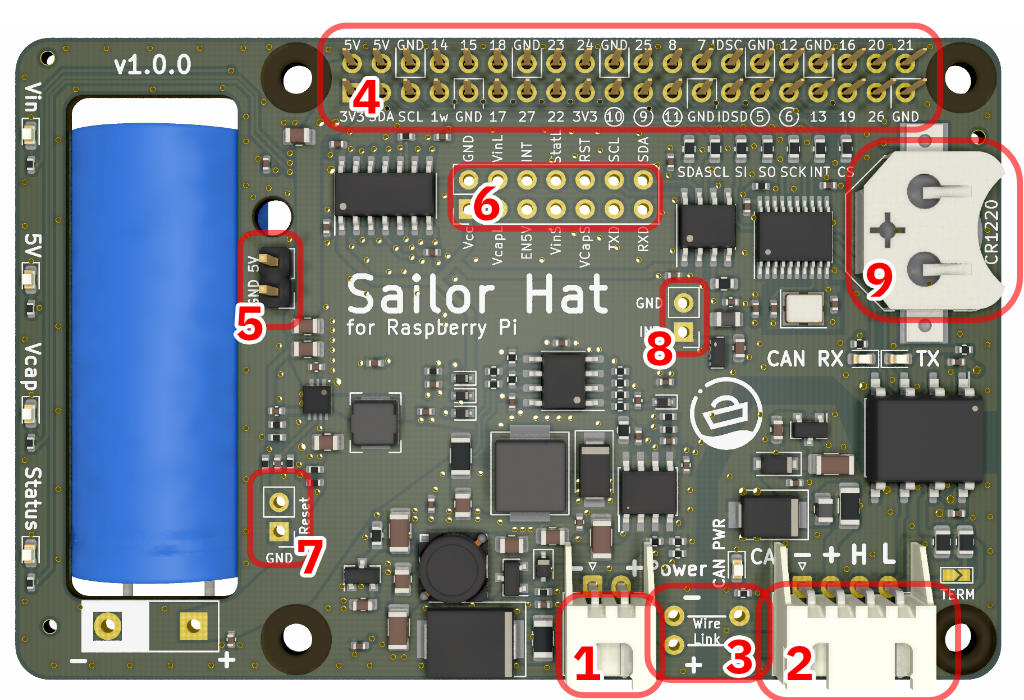 5V 5V GND 14 15 18 GND 23 24 GND 25 8 7 IDSC GND 12 GND 16 20 21
4
3V3 SDA SCL 1w GND 17 27 22 3V3 10 9 11 GND IDSD 5 6 13 19 26 GND
v1.0.0
Vin
5V
Vcap
Status
GND VinL INT StatL RST SCL SDA
6
EN5V VinS VCapS TXD RXD
SDA SCL SI SO SCK INT CS
CR1220
9
GND 5V
5
Sailor Hat
for Raspberry Pi
GND
8
CAN RX TX
Reset
GND
7
- +
- + Power
1
CAN PWR
-
Wire
Link
+
3
- + H L
2
TERM